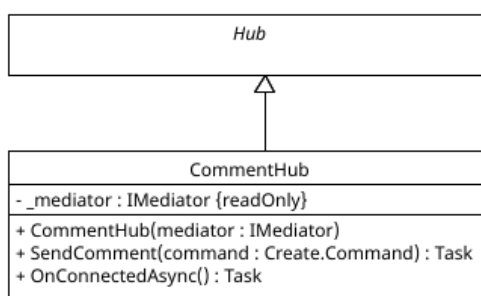 Hub
CommentHub
- _mediator : IMediator {readOnly}
+ CommentHub(mediator : IMediator)
+ SendComment(command : Create.Command) : Task
+ OnConnectedAsync() : Task